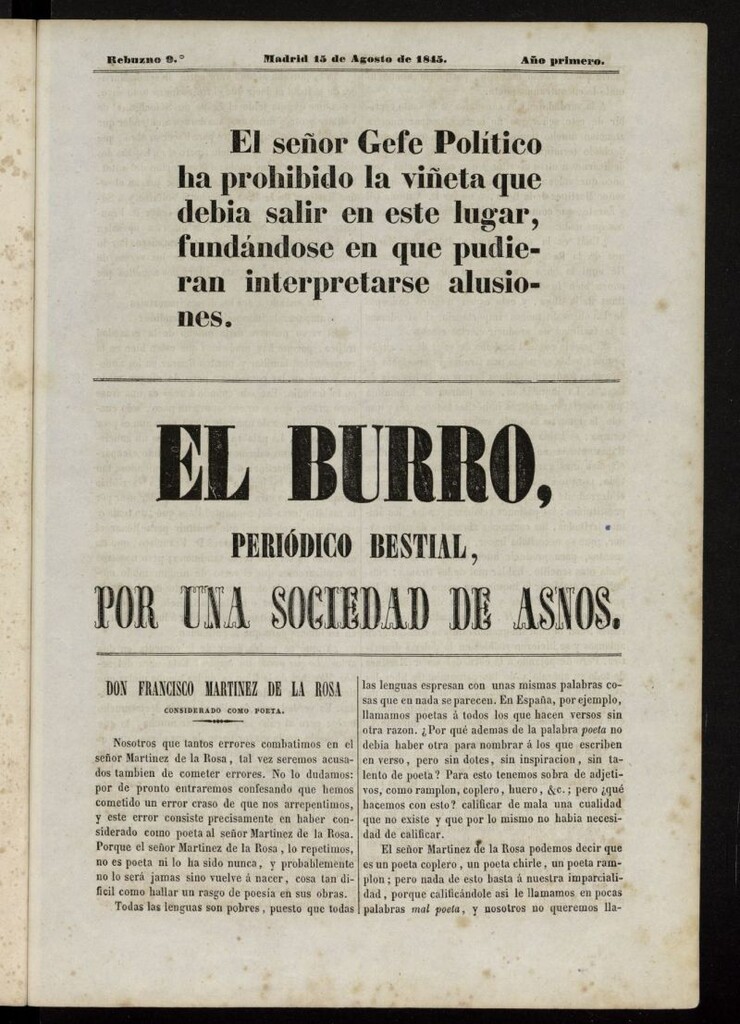 Rebuzno 9.° Madrid 15 de Agosto de 1845. Año primero.
El señor Gefe Político
ha prohibido la viñeta que
debia salir en este lugar,
fundándose en que pudie-
ran interpretarse alusio-
nes.
EL BURRO,
PERIÓDICO BESTIAL,
POR UNA SOCIEDAD DE ASNOS.
DON FRANCISCO MARTINEZ DE LA ROSA
CONSIDERADO COMO POETA.
Nosotros que tantos errores combatimos en el
señor Martinez de la Rosa, tal vez seremos acusa-
dos tambien de cometer errores. No lo dudamos:
por de pronto entraremos confesando que hemos
cometido un error craso de que nos arrepentimos,
y este error consiste precisamente en haber con-
siderado como poeta al señor Martinez de la Rosa.
Porque el señor Martinez de la Rosa, lo repetimos,
no es poeta ni lo ha sido nunca, y probablemente
no lo será jamas sino vuelve á nacer, cosa tan di-
ficil como hallar un rasgo de poesia en sus obras.
Todas las lenguas son pobres, puesto que todas
las lenguas espresan con unas mismas palabras co-
sas que en nada se parecen. En España, por ejemplo,
llamamos poetas á todos los que hacen versos sin
otra razon. ¿Por qué ademas de la palabra poeta no
debia haber otra para nombrar á los que escriben
en verso, pero sin dotes, sin inspiracion, sin ta-
lento de poeta? Para esto tenemos sobra de adjeti-
vos, como ramplon, coplero, huero, &c.; pero ¿qué
hacemos con esto? calificar de mala una cualidad
que no existe y que por lo mismo no habia necesi-
dad de calificar.
El señor Martinez de la Rosa podemos decir que
es un poeta coplero, un poeta chirle, un poeta ram-
plon; pero nada de esto basta á nuestra imparciali-
dad, porque calificándole asi le llamamos en pocas
palabras mal poeta, y nosotros no queremos lla-